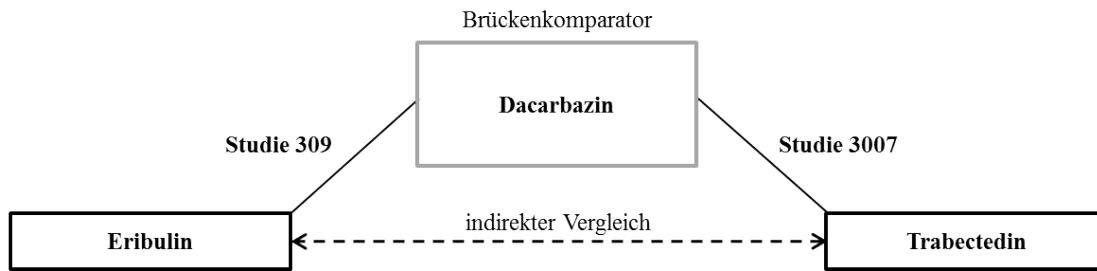 Brückenkomparator
Dacarbazin
Studie 309
Studie 3007
indirekter Vergleich
Eribulin
Trabectedin